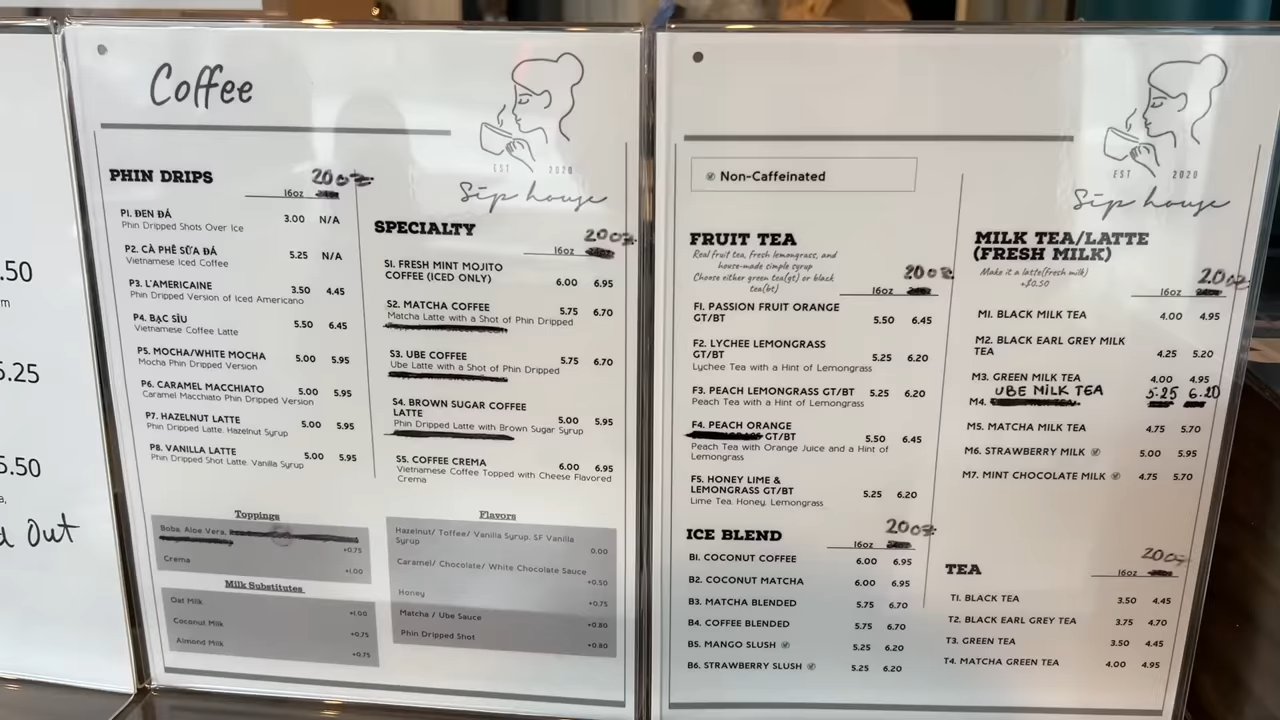 .50
m
5.25
5.50
a,
d Out
Coffee
EST 2020
Sip house
PHIN DRIPS
20oz
16oz
P1. ĐEN ĐÁ 3.00 N/A
Phin Dripped Shots Over Ice
P2. CÀ PHÊ SỮA ĐÁ 5.25 N/A
Vietnamese Iced Coffee
P3. L'AMERICAINE 3.50 4.45
Phin Dripped Version of Iced Americano
P4. BẠC SỈU 5.50 6.45
Vietnamese Coffee Latte
P5. MOCHA/WHITE MOCHA 5.00 5.95
Mocha Phin Dripped Version
P6. CARAMEL MACCHIATO 5.00 5.95
Caramel Macchiato Phin Dripped Version
P7. HAZELNUT LATTE 5.00 5.95
Phin Dripped Latte. Hazelnut Syrup
P8. VANILLA LATTE 5.00 5.95
Phin Dripped Shot Latte. Vanilla Syrup
SPECIALTY
20oz
16oz
S1. FRESH MINT MOJITO
COFFEE (ICED ONLY) 6.00 6.95
S2. MATCHA COFFEE 5.75 6.70
Matcha Latte with a Shot of Phin Dripped
S3. UBE COFFEE 5.75 6.70
Ube Latte with a Shot of Phin Dripped
S4. BROWN SUGAR COFFEE
LATTE 5.00 5.95
Phin Dripped Latte with Brown Sugar Syrup
S5. COFFEE CREMA 6.00 6.95
Vietnamese Coffee Topped with Cheese Flavored
Crema
Toppings
Boba, Aloe Vera,
+0.75
Crema
+1.00
Milk Substitutes
Oat Milk
+1.00
Coconut Milk
+0.75
Almond Milk
+0.75
Flavors
Hazelnut/ Toffee/ Vanilla Syrup. SF Vanilla
Syrup
0.00
Caramel/ Chocolate/ White Chocolate Sauce
+0.50
Honey
+0.75
Matcha / Ube Sauce
+0.80
Phin Dripped Shot
+0.80
EST 2020
Sip house
Non-Caffeinated
FRUIT TEA
Real fruit tea, fresh lemongrass, and
house-made simple syrup
Choose either green tea(gt) or black
tea(bt)
20oz
16oz
F1. PASSION FRUIT ORANGE
GT/BT 5.50 6.45
F2. LYCHEE LEMONGRASS
GT/BT 5.25 6.20
Lychee Tea with a Hint of Lemongrass
F3. PEACH LEMONGRASS GT/BT 5.25 6.20
Peach Tea with a Hint of Lemongrass
F4. PEACH ORANGE
GT/BT 5.50 6.45
Peach Tea with Orange Juice and a Hint of
Lemongrass
F5. HONEY LIME &
LEMONGRASS GT/BT 5.25 6.20
Lime Tea. Honey. Lemongrass
ICE BLEND
20oz
16oz
B1. COCONUT COFFEE 6.00 6.95
B2. COCONUT MATCHA 6.00 6.95
B3. MATCHA BLENDED 5.75 6.70
B4. COFFEE BLENDED 5.75 6.70
B5. MANGO SLUSH 5.25 6.20
B6. STRAWBERRY SLUSH 5.25 6.20
MILK TEA/LATTE
(FRESH MILK)
Make it a latte(fresh milk)
+$0.50
20oz
16oz
M1. BLACK MILK TEA 4.00 4.95
M2. BLACK EARL GREY MILK
TEA 4.25 5.20
M3. GREEN MILK TEA 4.00 4.95
UBE MILK TEA 5.25 6.20
M4.
M5. MATCHA MILK TEA 4.75 5.70
M6. STRAWBERRY MILK 5.00 5.95
M7. MINT CHOCOLATE MILK 4.75 5.70
TEA
20oz
16oz
T1. BLACK TEA 3.50 4.45
T2. BLACK EARL GREY TEA 3.75 4.70
T3. GREEN TEA 3.50 4.45
T4. MATCHA GREEN TEA 4.00 4.95